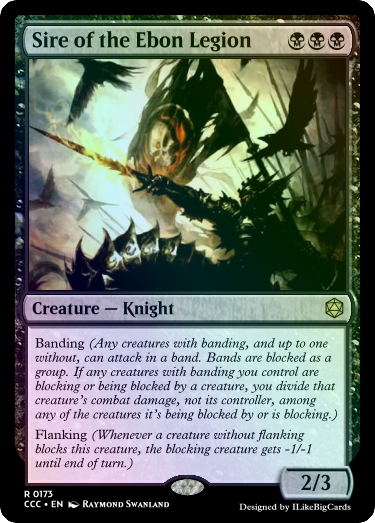 Sire of the Ebon Legion
Creature — Knight
Banding (Any creatures with banding, and up to one
without, can attack in a band. Bands are blocked as a
group. If any creatures with banding you control are
blocking or being blocked by a creature, you divide that
creature's combat damage, not its controller, among
any of the creatures it's being blocked by or is blocking.)
Flanking (Whenever a creature without flanking
blocks this creature, the blocking creature gets -1/-1
until end of turn.)
2/3
R 0173
CCC • EN Raymond Swanland
Designed by ILikeBigCards